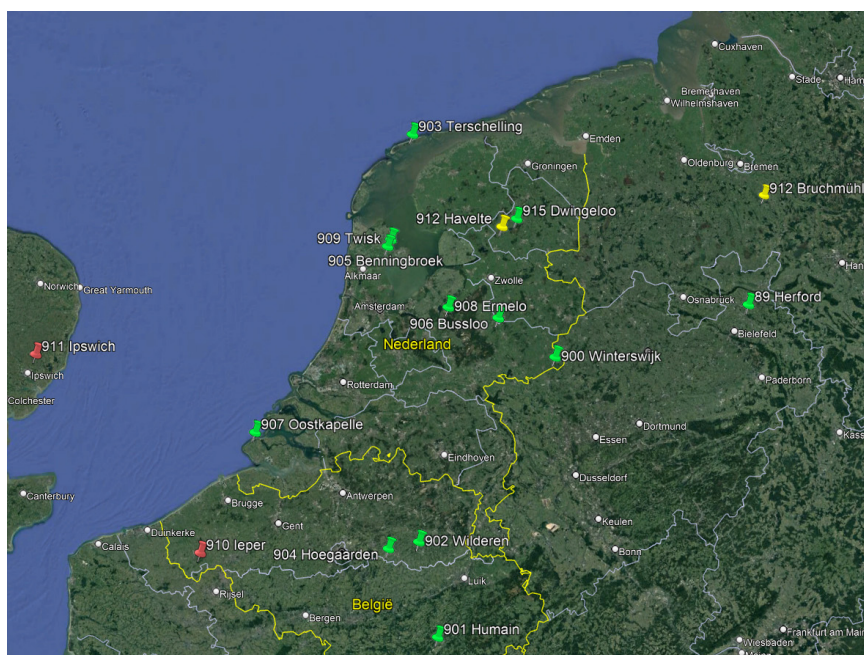 Cuxhaven
Stade
Ham
Bremerhaven
Wilhelmshaven
903 Terschelling
Emden
Groningen
Oldenburg
Bremen
912 Bruchmühl
912 Havelte
915 Dwingeloo
909 Twisk
905 Benningbroek
Alkmaar
Zwolle
Han
Norwich
Great Yarmouth
Amsterdam
908 Ermelo
906 Bussloo
Osnabrück
89 Herford
Bielefeld
911 Ipswich
Ipswich
Nederland
900 Winterswijk
Colchester
Rotterdam
Paderborn
907 Oostkapelle
Dortmund
Essen
Kass
Eindhoven
Dusseldorf
Canterbury
Brugge
Antwerpen
Gent
Keulen
Duinkerke
Calais
910 Ieper
904 Hoegaarden
902 Wilderen
Bonn
Luik
Rijsel
België
Bergen
901 Humain
Frankfurt am Main
Wiesbaden